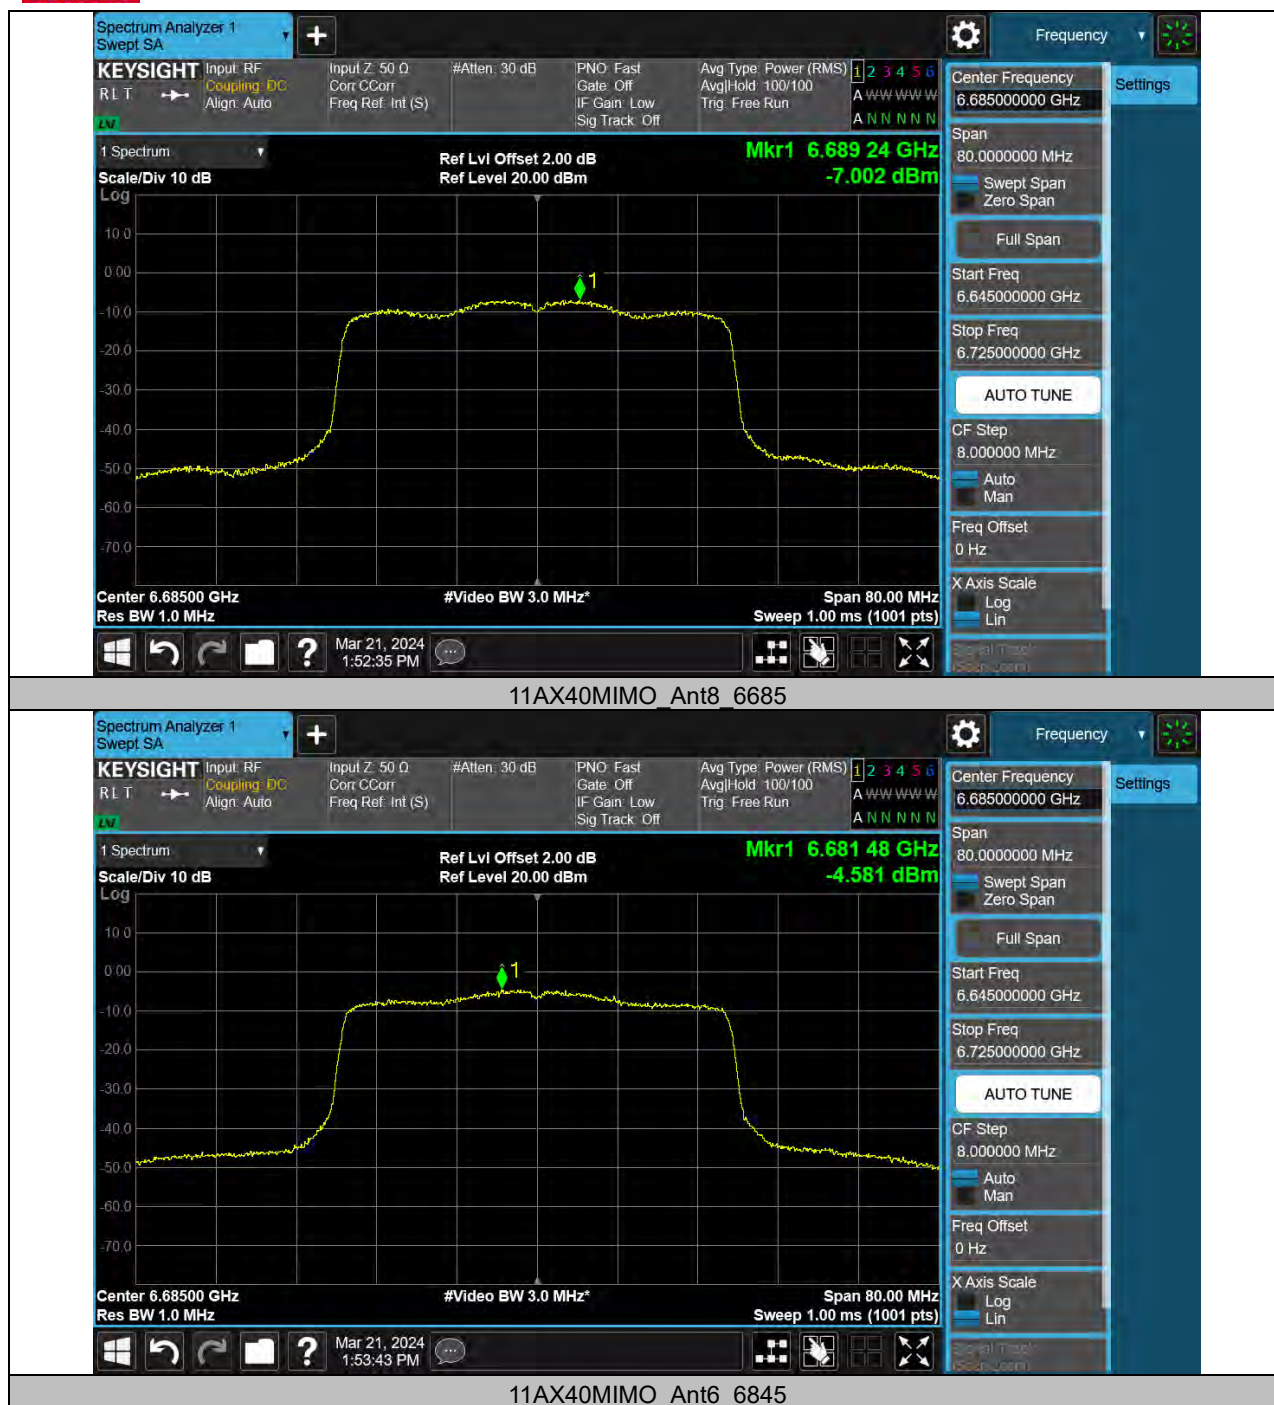 Spectrum Analyzer 1
Swept SA
Frequency
KEYSIGHT
RLT
LNI
Input: RF
Coupling: DC
Align: Auto
Input Z: 50 Ω
Corr CCorr
Freq Ref: Int (S)
#Atten: 30 dB
PNO: Fast
Gate: Off
IF Gain: Low
Sig Track: Off
Avg Type: Power (RMS)
Avg|Hold: 100/100
Trig: Free Run
1 2 3 4 5 6
A W W W W W
A N N N N N
Center Frequency
6.685000000 GHz
Settings
1 Spectrum
Scale/Div 10 dB
Log
Ref Lvl Offset 2.00 dB
Ref Level 20.00 dBm
Mkr1 6.689 24 GHz
-7.002 dBm
Span
80.0000000 MHz
Swept Span
Zero Span
Full Span
Start Freq
6.645000000 GHz
Stop Freq
6.725000000 GHz
AUTO TUNE
CF Step
8.000000 MHz
Auto
Man
Freq Offset
0 Hz
X Axis Scale
Log
Lin
10.0
0.00
-10.0
-20.0
-30.0
-40.0
-50.0
-60.0
-70.0
1
Center 6.68500 GHz
Res BW 1.0 MHz
#Video BW 3.0 MHz*
Span 80.00 MHz
Sweep 1.00 ms (1001 pts)
?
Mar 21, 2024
1:52:35 PM
11AX40MIMO_Ant8_6685
Spectrum Analyzer 1
Swept SA
Frequency
KEYSIGHT
RLT
LNI
Input: RF
Coupling: DC
Align: Auto
Input Z: 50 Ω
Corr CCorr
Freq Ref: Int (S)
#Atten: 30 dB
PNO: Fast
Gate: Off
IF Gain: Low
Sig Track: Off
Avg Type: Power (RMS)
Avg|Hold: 100/100
Trig: Free Run
1 2 3 4 5 6
A W W W W W
A N N N N N
Center Frequency
6.685000000 GHz
Settings
1 Spectrum
Scale/Div 10 dB
Log
Ref Lvl Offset 2.00 dB
Ref Level 20.00 dBm
Mkr1 6.681 48 GHz
-4.581 dBm
Span
80.0000000 MHz
Swept Span
Zero Span
Full Span
Start Freq
6.645000000 GHz
Stop Freq
6.725000000 GHz
AUTO TUNE
CF Step
8.000000 MHz
Auto
Man
Freq Offset
0 Hz
X Axis Scale
Log
Lin
10.0
0.00
-10.0
-20.0
-30.0
-40.0
-50.0
-60.0
-70.0
1
Center 6.68500 GHz
Res BW 1.0 MHz
#Video BW 3.0 MHz*
Span 80.00 MHz
Sweep 1.00 ms (1001 pts)
?
Mar 21, 2024
1:53:43 PM
11AX40MIMO_Ant6_6845